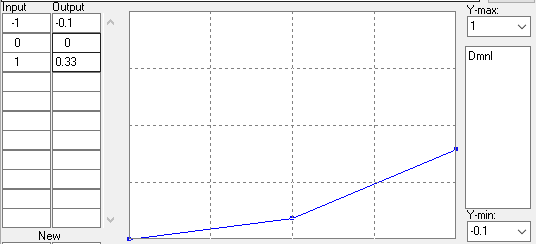 Input Output
-1 -0.1
0 0
1 0.33
New
Y-max:
1
Dmnl
Y-min:
-0.1